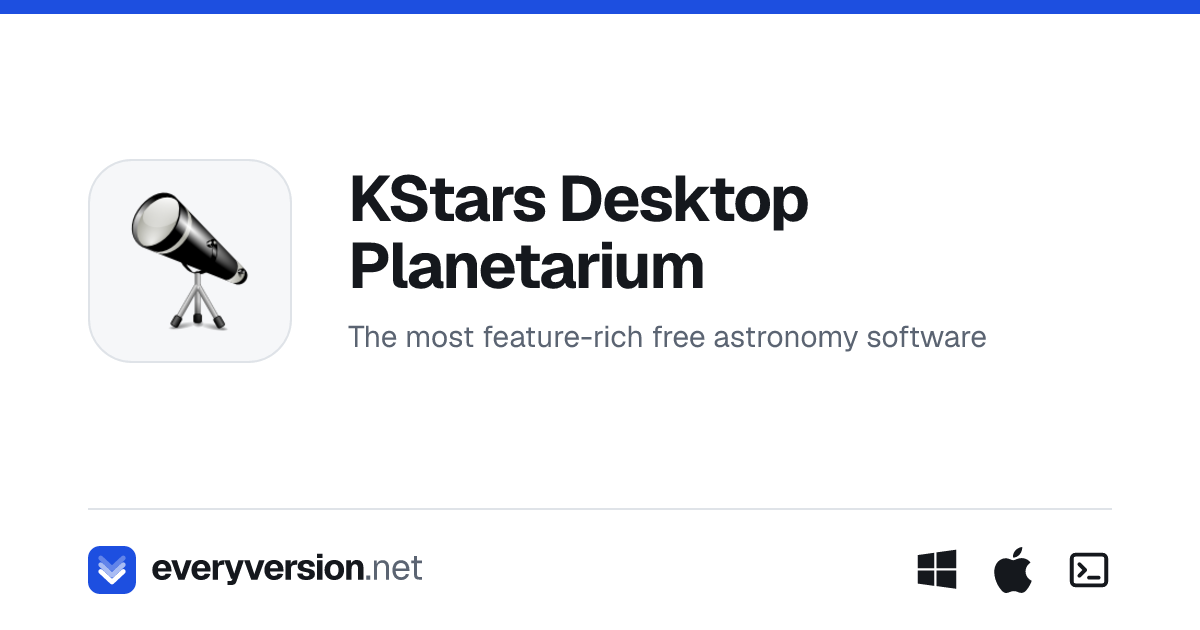 KStars Desktop
Planetarium
The most feature-rich free astronomy software
everyversion.net